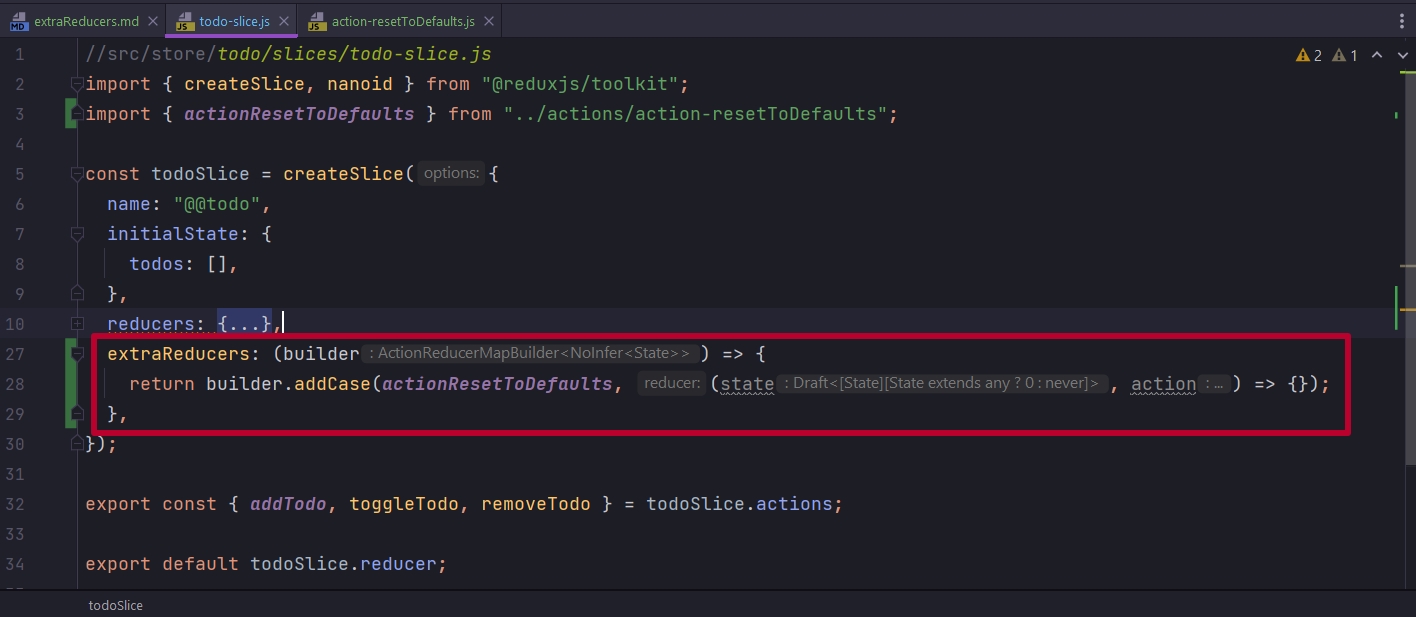 MD extraReducers.md
JS todo-slice.js
JS action-resetToDefaults.js
2 1
1 //src/store/todo/slices/todo-slice.js
2 import { createSlice, nanoid } from "@reduxjs/toolkit";
3 import { actionResetToDefaults } from "../actions/action-resetToDefaults";
4
5 const todoSlice = createSlice( options: {
6 name: "@@todo",
7 initialState: {
8 todos: [],
9 },
10 reducers: {...},
27 extraReducers: (builder : ActionReducerMapBuilder<NoInfer<State>> ) => {
28 return builder.addCase(actionResetToDefaults, reducer: (state : Draft<[State][State extends any ? 0 : never]> , action : ... ) => {});
29 },
30 });
31
32 export const { addTodo, toggleTodo, removeTodo } = todoSlice.actions;
33
34 export default todoSlice.reducer;
todoSlice